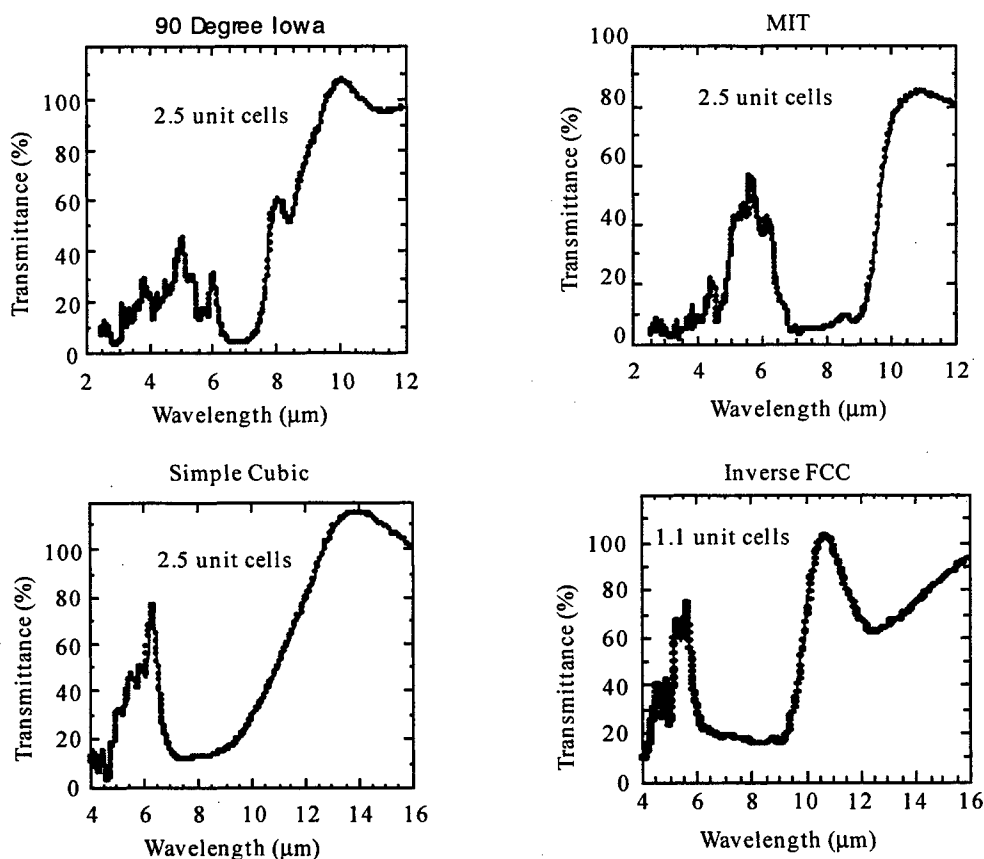 90 Degree Iowa
2.5 unit cells
Transmittance (%)
100
80
60
40
20
0
2 4 6 8 10 12
Wavelength (μm)
MIT
2.5 unit cells
Transmittance (%)
100
80
60
40
20
0
2 4 6 8 10 12
Wavelength (μm)
Simple Cubic
2.5 unit cells
Transmittance (%)
100
80
60
40
20
0
4 6 8 10 12 14 16
Wavelength (μm)
Inverse FCC
1.1 unit cells
Transmittance (%)
100
80
60
40
20
0
4 6 8 10 12 14 16
Wavelength (μm)